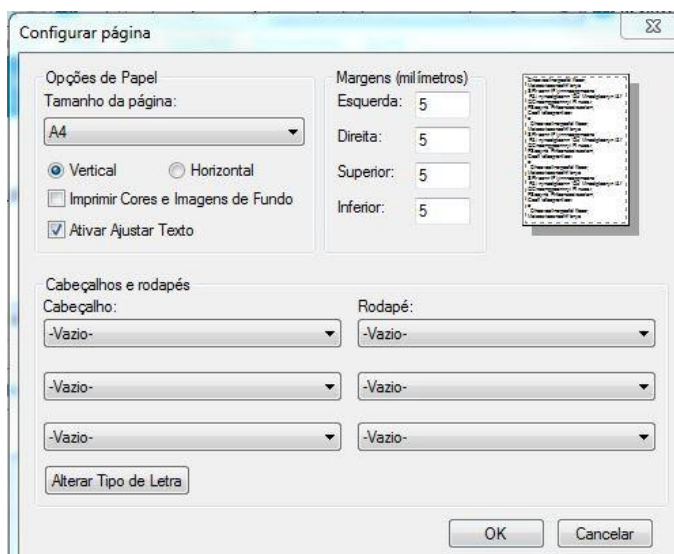 Configurar página
Opções de Papel
Tamanho da página:
A4
Vertical
Horizontal
Imprimir Cores e Imagens de Fundo
Ativar Ajustar Texto
Margens (milímetros)
Esquerda: 5
Direita: 5
Superior: 5
Inferior: 5
Cabeçalhos e rodapés
Cabeçalho:
Rodapé:
-Vazio-
-Vazio-
-Vazio-
-Vazio-
-Vazio-
-Vazio-
Alterar Tipo de Letra
OK
Cancelar